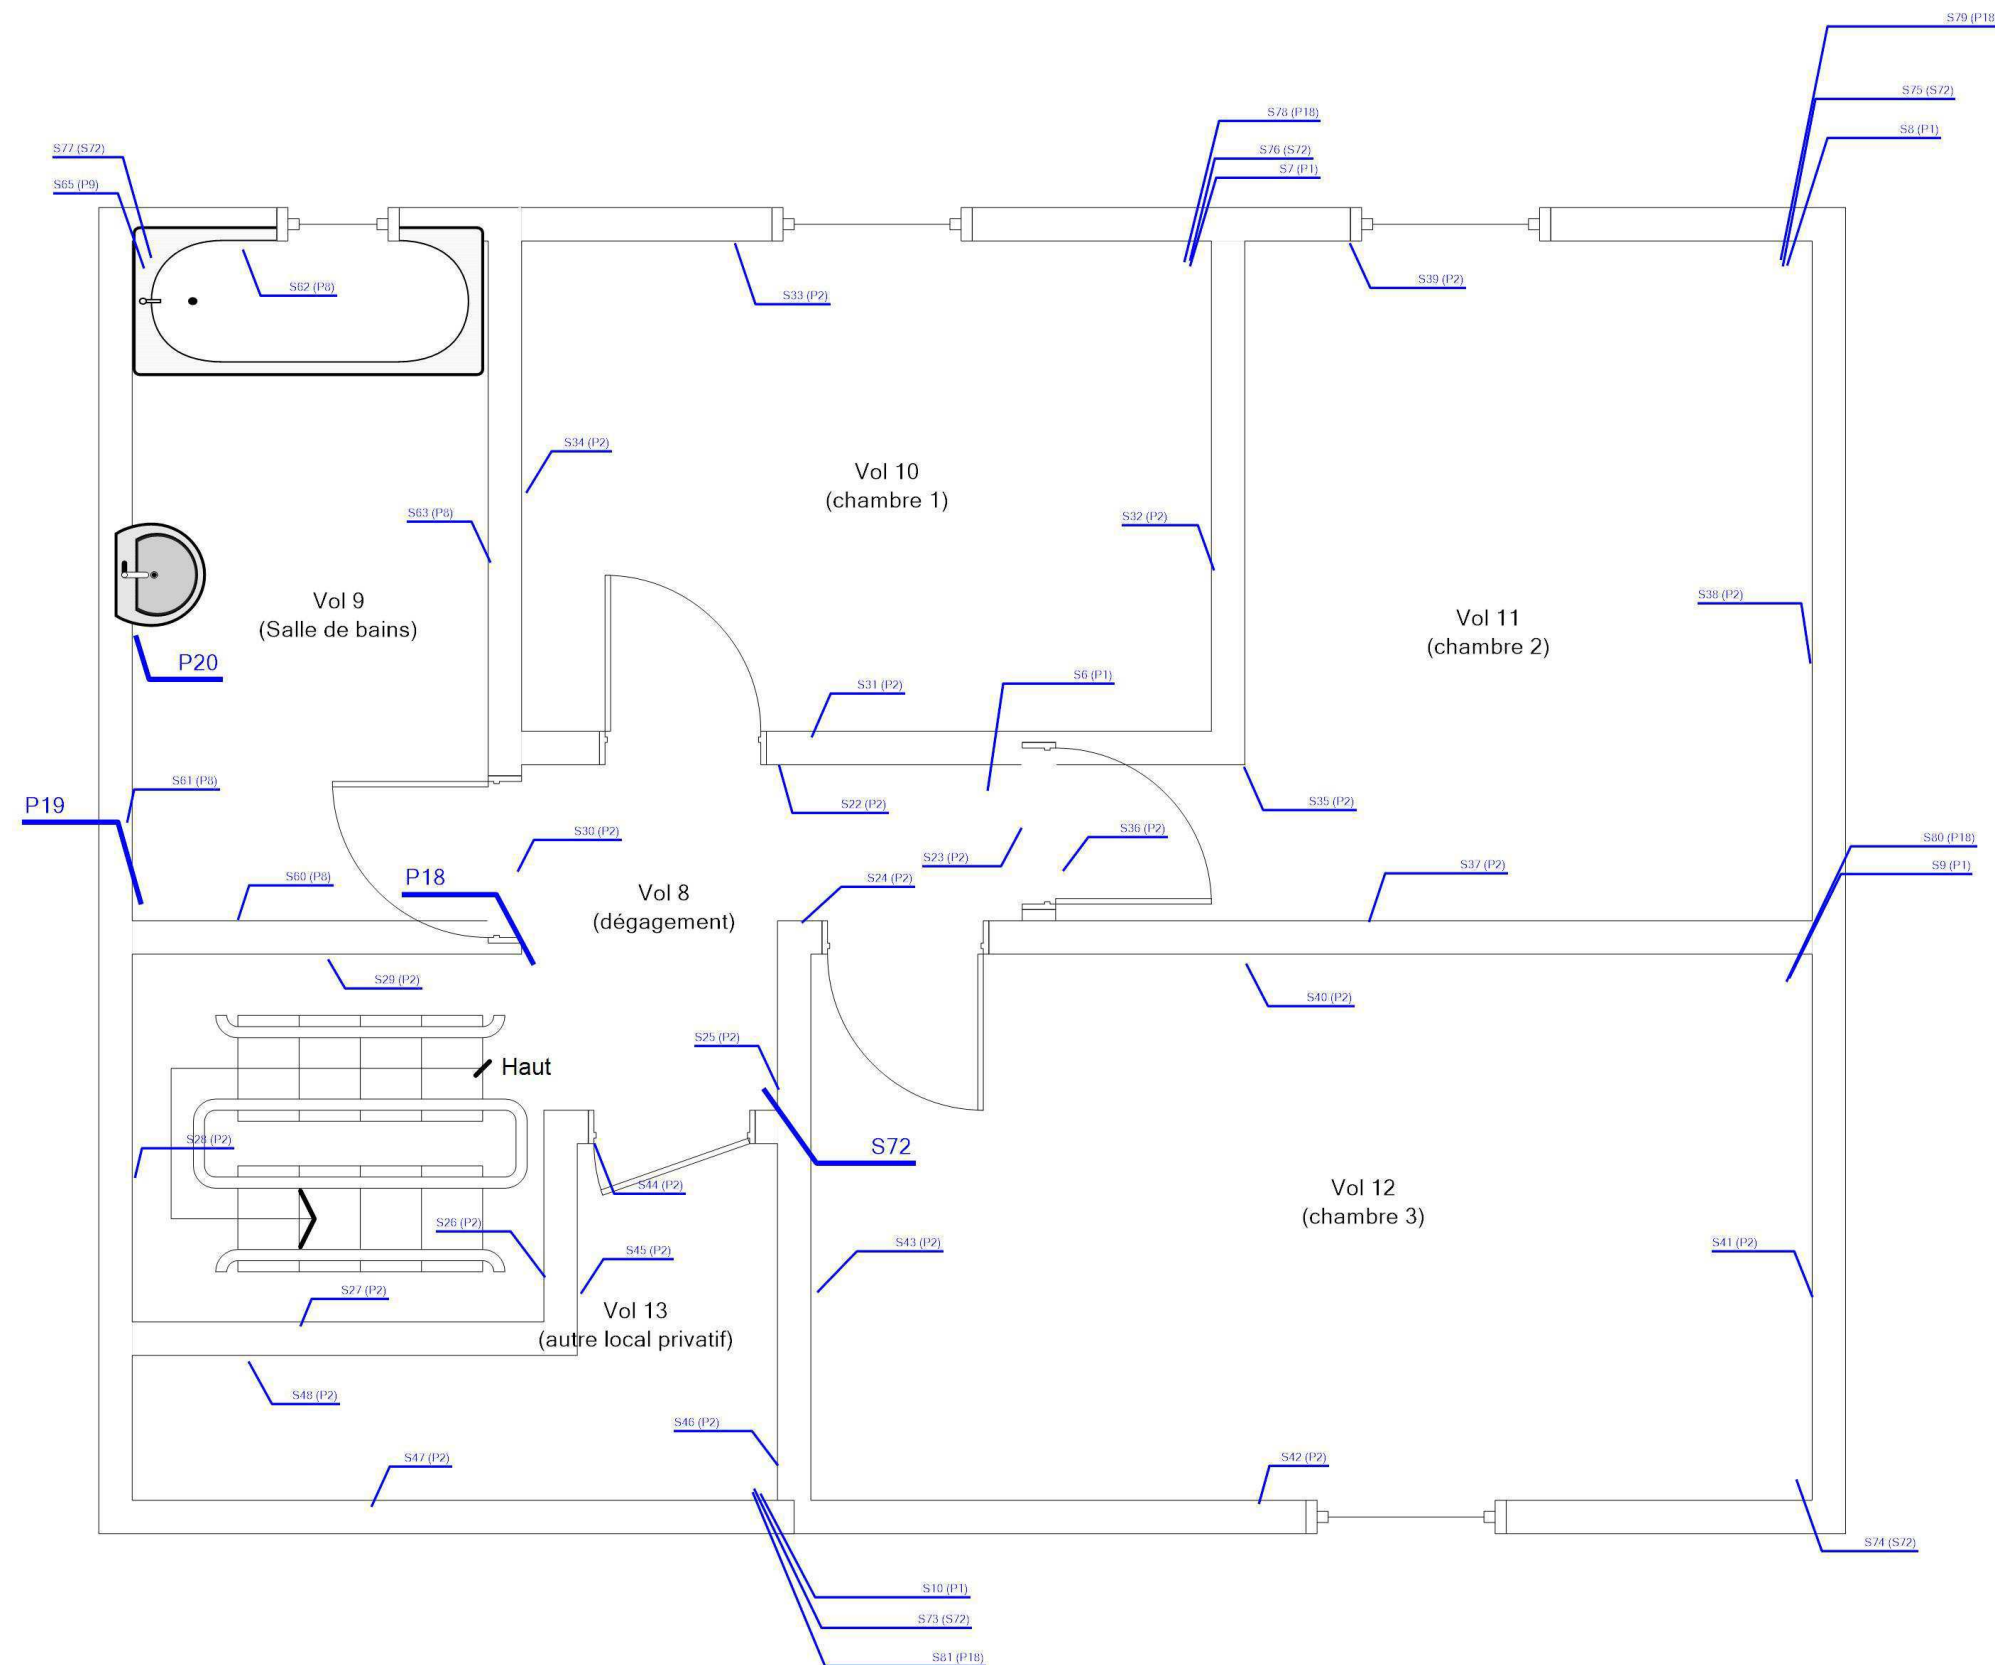 S79 (P18
S75 (S72)
S78 (P18)
S8 (P1)
S77 (S72)
S76 (S72)
S7 (P1)
S65 (P9)
S62 (P8)
S33 (P2)
S39 (P2)
S34 (P2)
Vol 10
(chambre 1)
S63 (P8)
S32 (P2)
Vol 9
(Salle de bains)
S38 (P2)
Vol 11
(chambre 2)
P20
S31 (P2)
S6 (P1)
S61 (P8)
P19
S22 (P2)
S35 (P2)
S30 (P2)
S36 (P2)
S80 (P18)
S23 (P2)
S37 (P2)
S9 (P1)
S60 (P8)
P18
S24 (P2)
Vol 8
(dégagement)
S29 (P2)
S40 (P2)
S25 (P2)
Haut
S28 (P2)
S72
S44 (P2)
Vol 12
(chambre 3)
S26 (P2)
S45 (P2)
S43 (P2)
S41 (P2)
S27 (P2)
Vol 13
(autre local privatif)
S48 (P2)
S46 (P2)
S47 (P2)
S42 (P2)
S74 (S72)
S10 (P1)
S73 (S72)
S81 (P18)